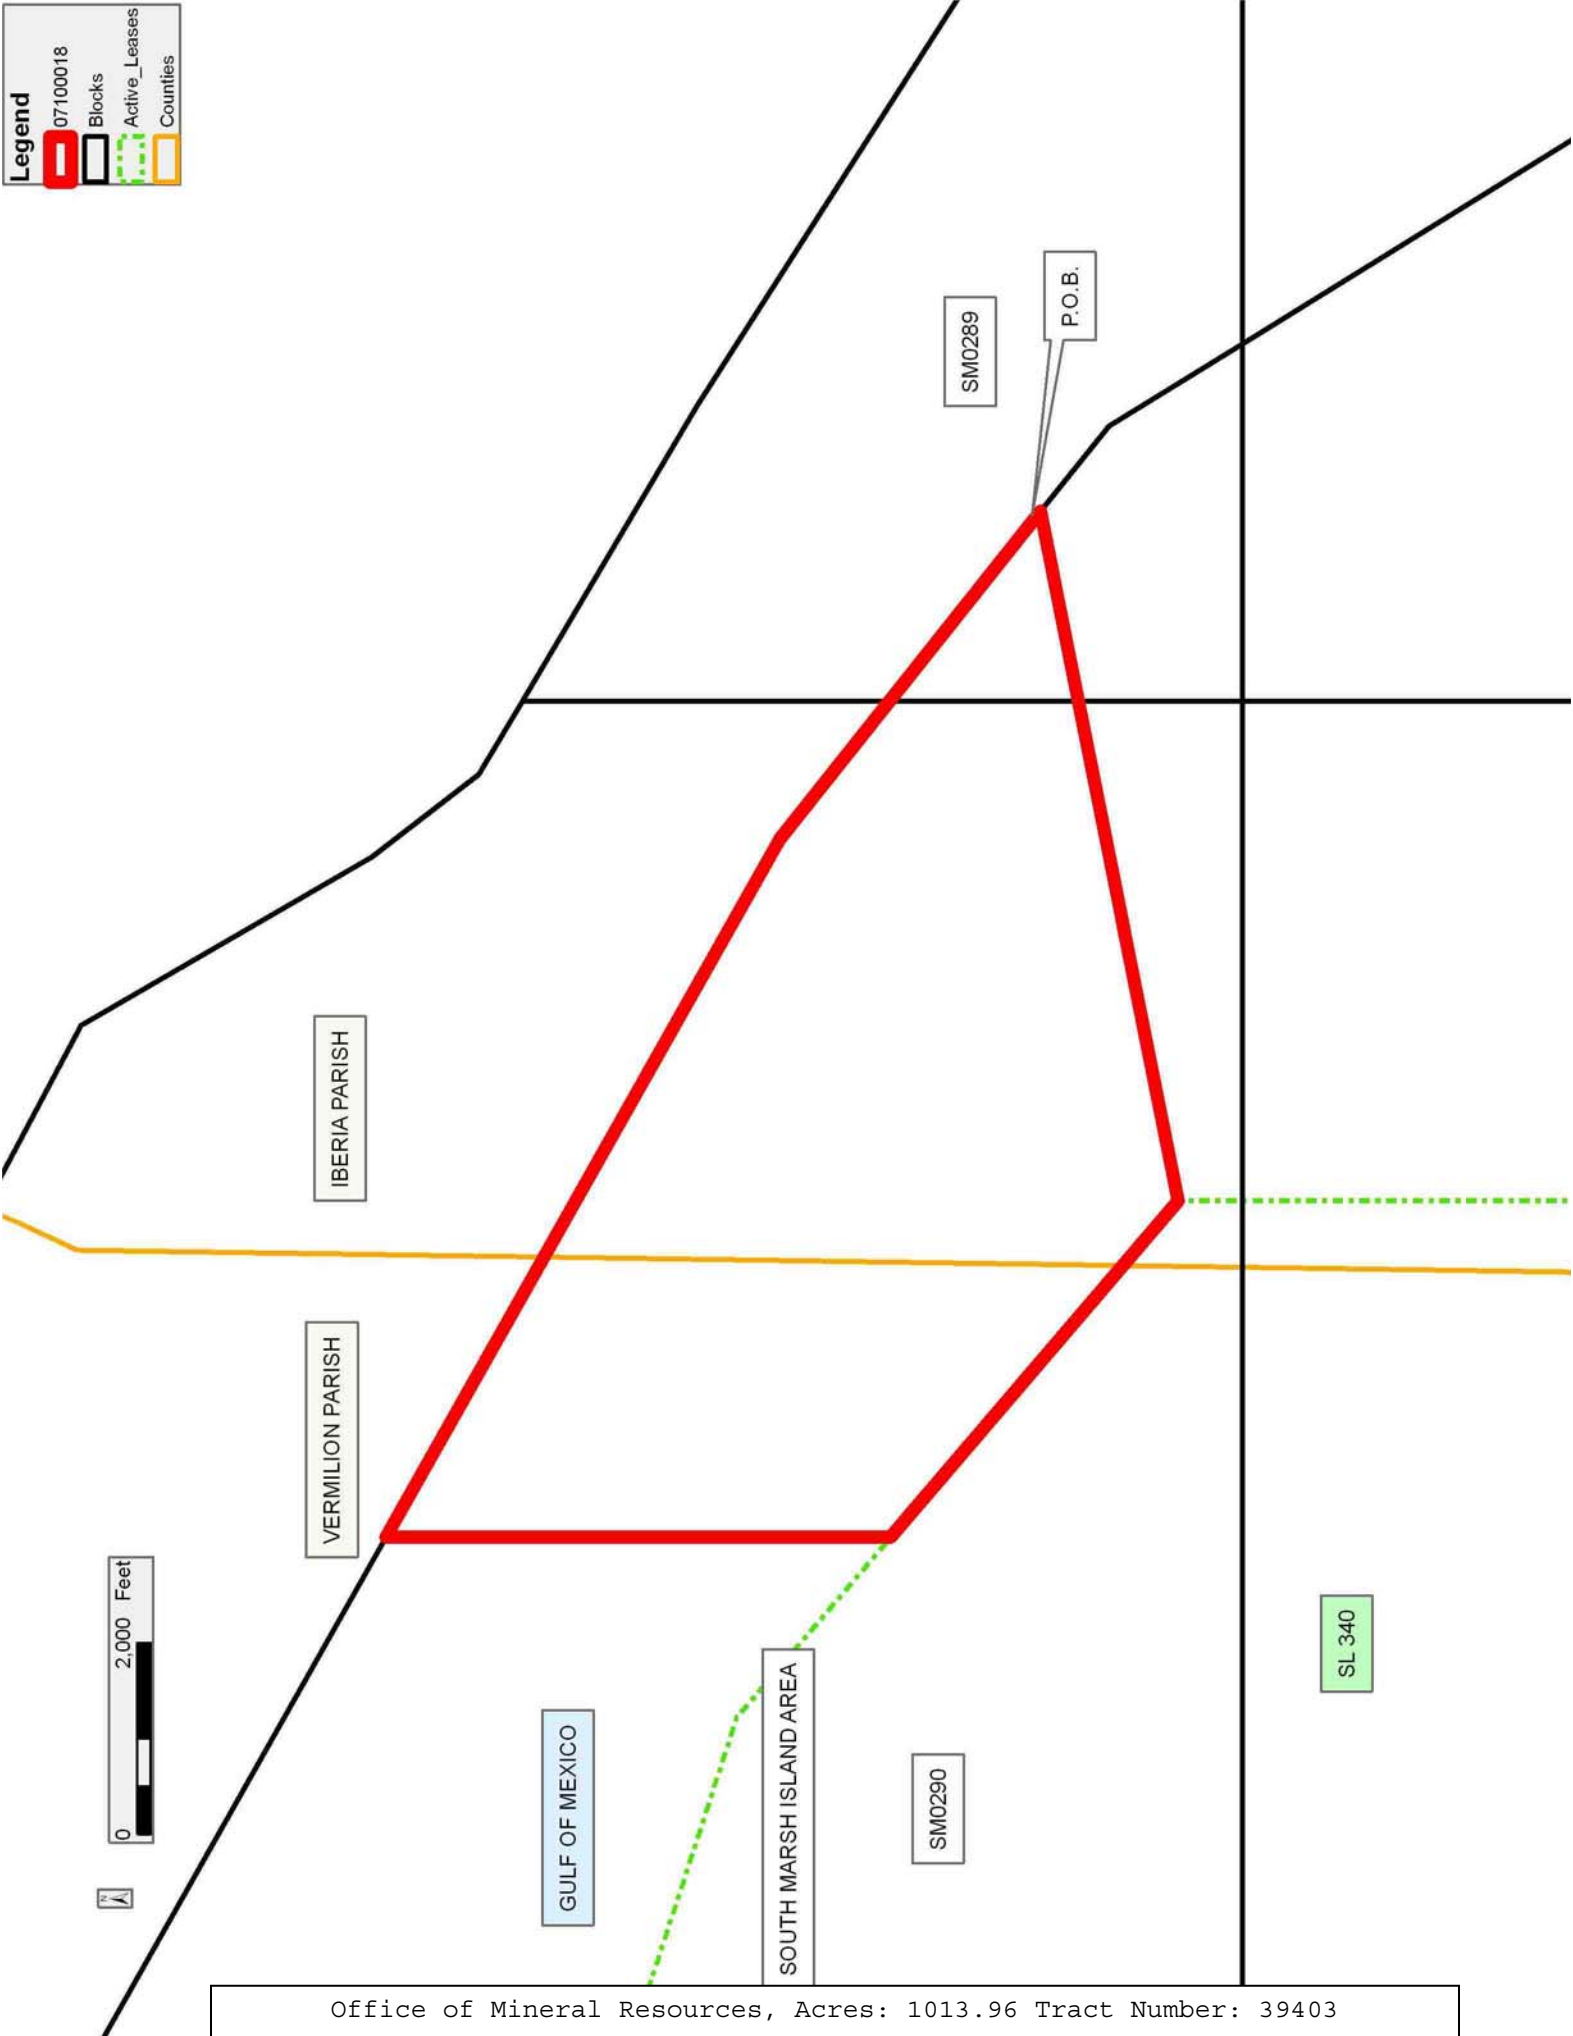 Legend
07100018
Blocks
Active_Leases
Counties
N
0 2,000 Feet
VERMILION PARISH
IBERIA PARISH
GULF OF MEXICO
SOUTH MARSH ISLAND AREA
SM0290
SM0289
P.O.B.
SL 340
Office of Mineral Resources, Acres: 1013.96 Tract Number: 39403